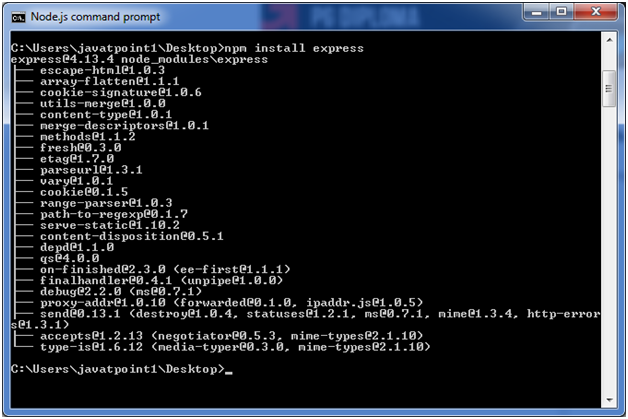 Node.js command prompt
PG DIPLOMA
C:\Users\javatpoint1\Desktop>npm install express
express@4.13.4 node_modules\express
├── escape-html@1.0.3
├── array-flatten@1.1.1
├── cookie-signature@1.0.6
├── utils-merge@1.0.0
├── content-type@1.0.1
├── merge-descriptors@1.0.1
├── methods@1.1.2
├── fresh@0.3.0
├── etag@1.7.0
├── parseurl@1.3.1
├── vary@1.0.1
├── cookie@0.1.5
├── range-parser@1.0.3
├── path-to-regexp@0.1.7
├── serve-static@1.10.2
├── content-disposition@0.5.1
├── depd@1.1.0
├── qs@4.0.0
├── on-finished@2.3.0 (ee-first@1.1.1)
├── finalhandler@0.4.1 (unpipe@1.0.0)
├── debug@2.2.0 (ms@0.7.1)
├── proxy-addr@1.0.10 (forwarded@0.1.0, ipaddr.js@1.0.5)
├── send@0.13.1 (destroy@1.0.4, statuses@1.2.1, ms@0.7.1, mime@1.3.4, http-error
s@1.3.1)
├── accepts@1.2.13 (negotiator@0.5.3, mime-types@2.1.10)
└── type-is@1.6.12 (media-typer@0.3.0, mime-types@2.1.10)
C:\Users\javatpoint1\Desktop>_